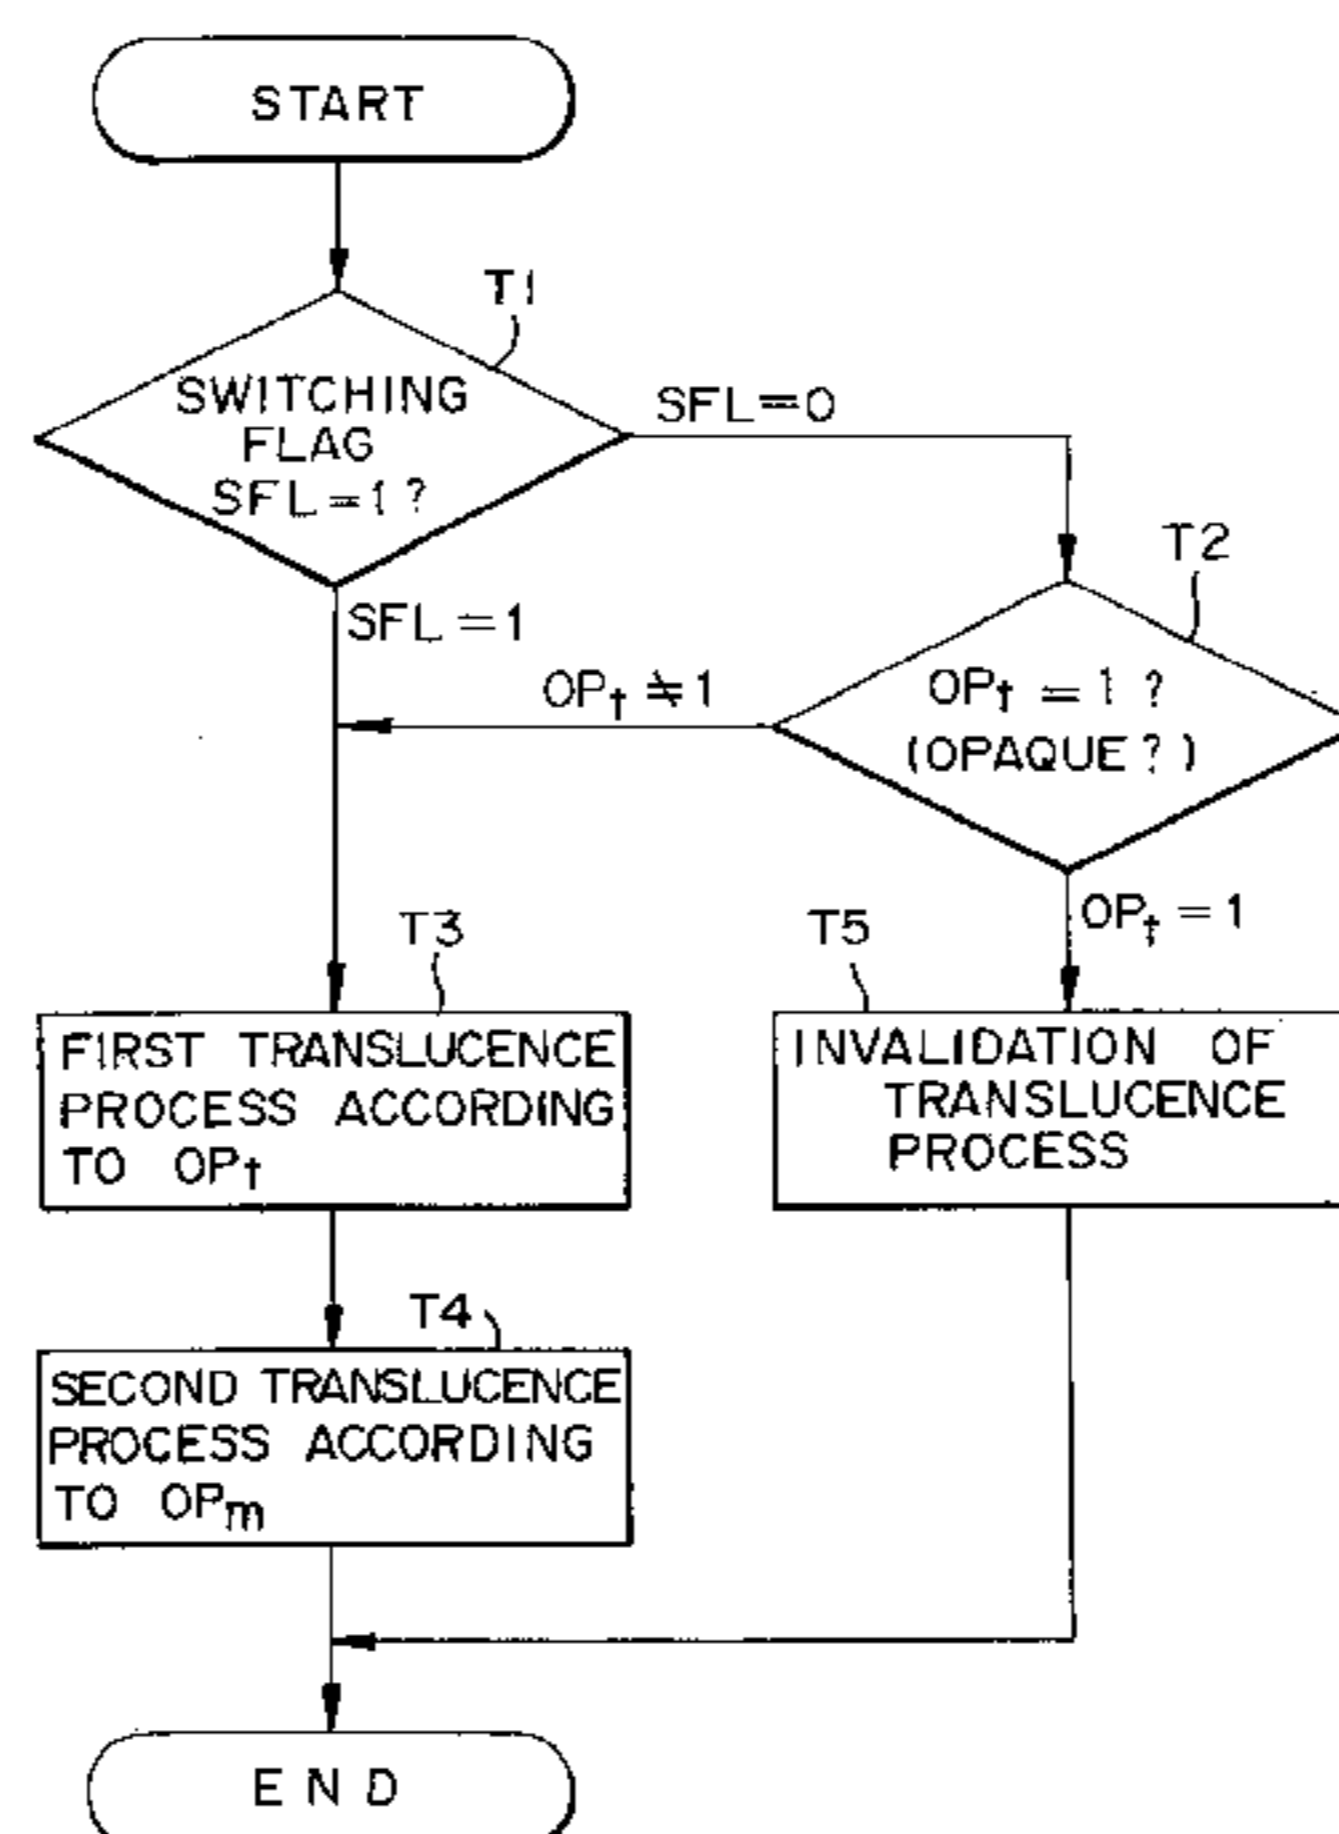 START
T1
SWITCHING
FLAG
SFL=1?
SFL=0
T2
SFL=1
OPt≒1
OPt=1?
(OPAQUE?)
OPt=1
T3
T5
FIRST TRANSLUCENCE
PROCESS ACCORDING
TO OPt
INVALIDATION OF
TRANSLUCENCE
PROCESS
T4
SECOND TRANSLUCENCE
PROCESS ACCORDING
TO OPm
END